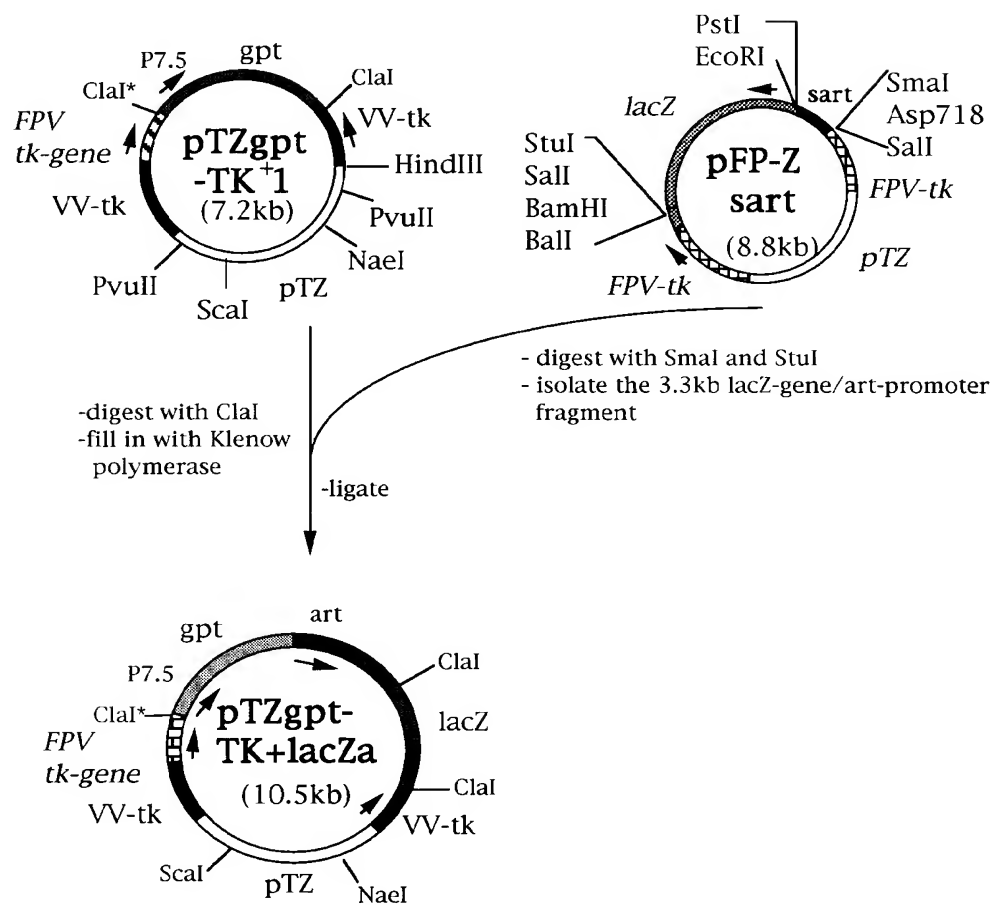 gpt
P7.5
ClaI*
ClaI
FPV
tk-gene
VV-tk
pTZgpt
-TK+1
(7.2kb)
HindIII
VV-tk
PvuII
NaeI
PvuII
ScaI
pTZ
PstI
EcoRI
sart
SmaI
Asp718
SalI
lacZ
StuI
SalI
BamHI
BalI
pFP-Z
sart
(8.8kb)
FPV-tk
pTZ
FPV-tk
- digest with SmaI and StuI
- isolate the 3.3kb lacZ-gene/art-promoter
fragment
-digest with ClaI
-fill in with Klenow
polymerase
-ligate
gpt
art
P7.5
ClaI
ClaI*
pTZgpt-
TK+lacZa
(10.5kb)
lacZ
FPV
tk-gene
ClaI
VV-tk
VV-tk
ScaI
pTZ
NaeI